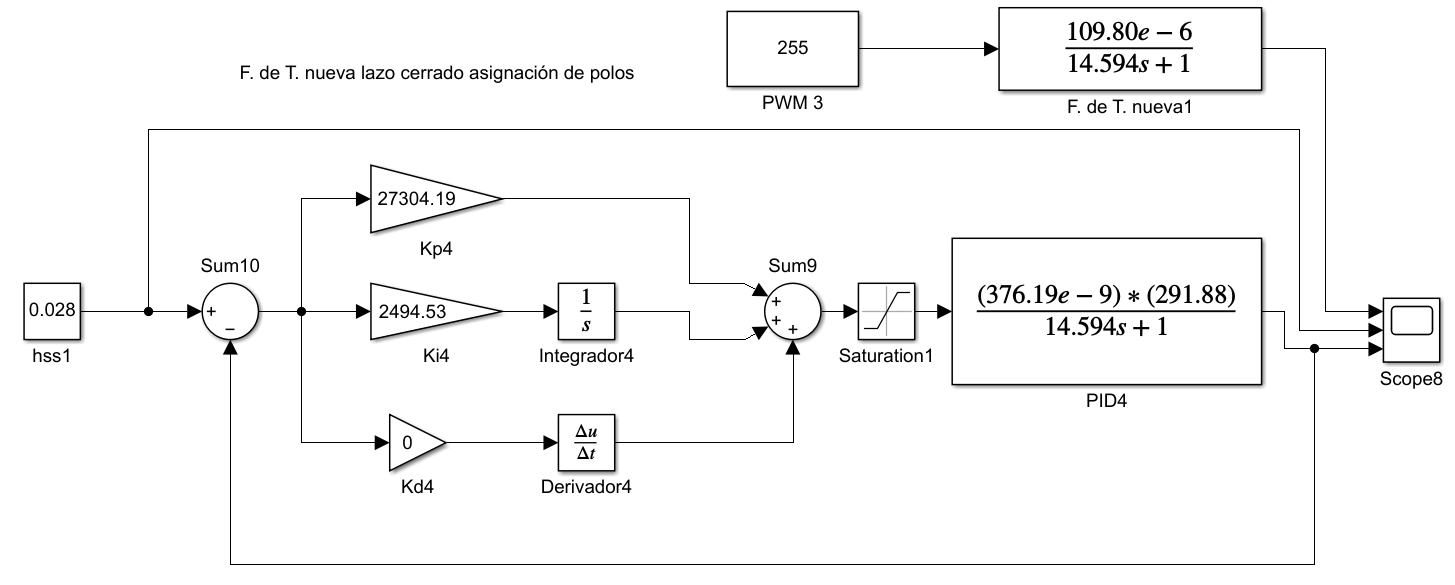 255
109.80e − 6
14.594s + 1
F. de T. nueva lazo cerrado asignación de polos
PWM 3
F. de T. nueva1
27304.19
Kp4
Sum10
Sum9
0.028
+
−
2494.53
1
s
+
+
+
(376.19e − 9) ∗ (291.88)
14.594s + 1
hss1
Ki4
Integrador4
Saturation1
Scope8
PID4
0
Δu
Δt
Kd4
Derivador4